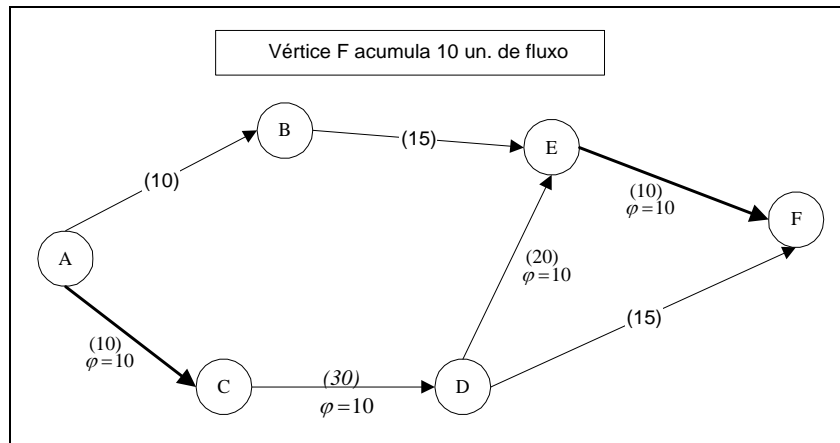 Vértice F acumula 10 un. de fluxo
B
(15)
E
(10)
(10)
φ=10
F
A
(20)
φ=10
(10)
φ=10
(15)
C
(30)
D
φ=10